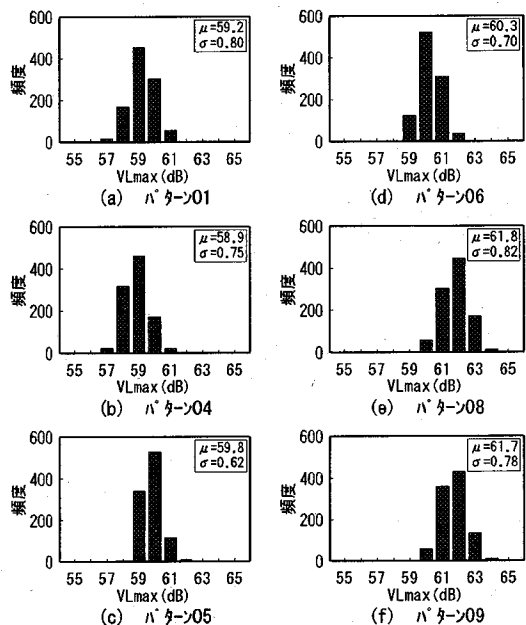 600
400
200
0
頻度
μ=59.2
σ=0.80
55 57 59 61 63 65
VLmax(dB)
(a) パターン01
600
400
200
0
頻度
μ=58.9
σ=0.75
55 57 59 61 63 65
VLmax(dB)
(b) パターン04
600
400
200
0
頻度
μ=59.8
σ=0.62
55 57 59 61 63 65
VLmax(dB)
(c) パターン05
600
400
200
0
頻度
μ=60.3
σ=0.70
55 57 59 61 63 65
VLmax(dB)
(d) パターン06
600
400
200
0
頻度
μ=61.8
σ=0.82
55 57 59 61 63 65
VLmax(dB)
(e) パターン08
600
400
200
0
頻度
μ=61.7
σ=0.78
55 57 59 61 63 65
VLmax(dB)
(f) パターン09